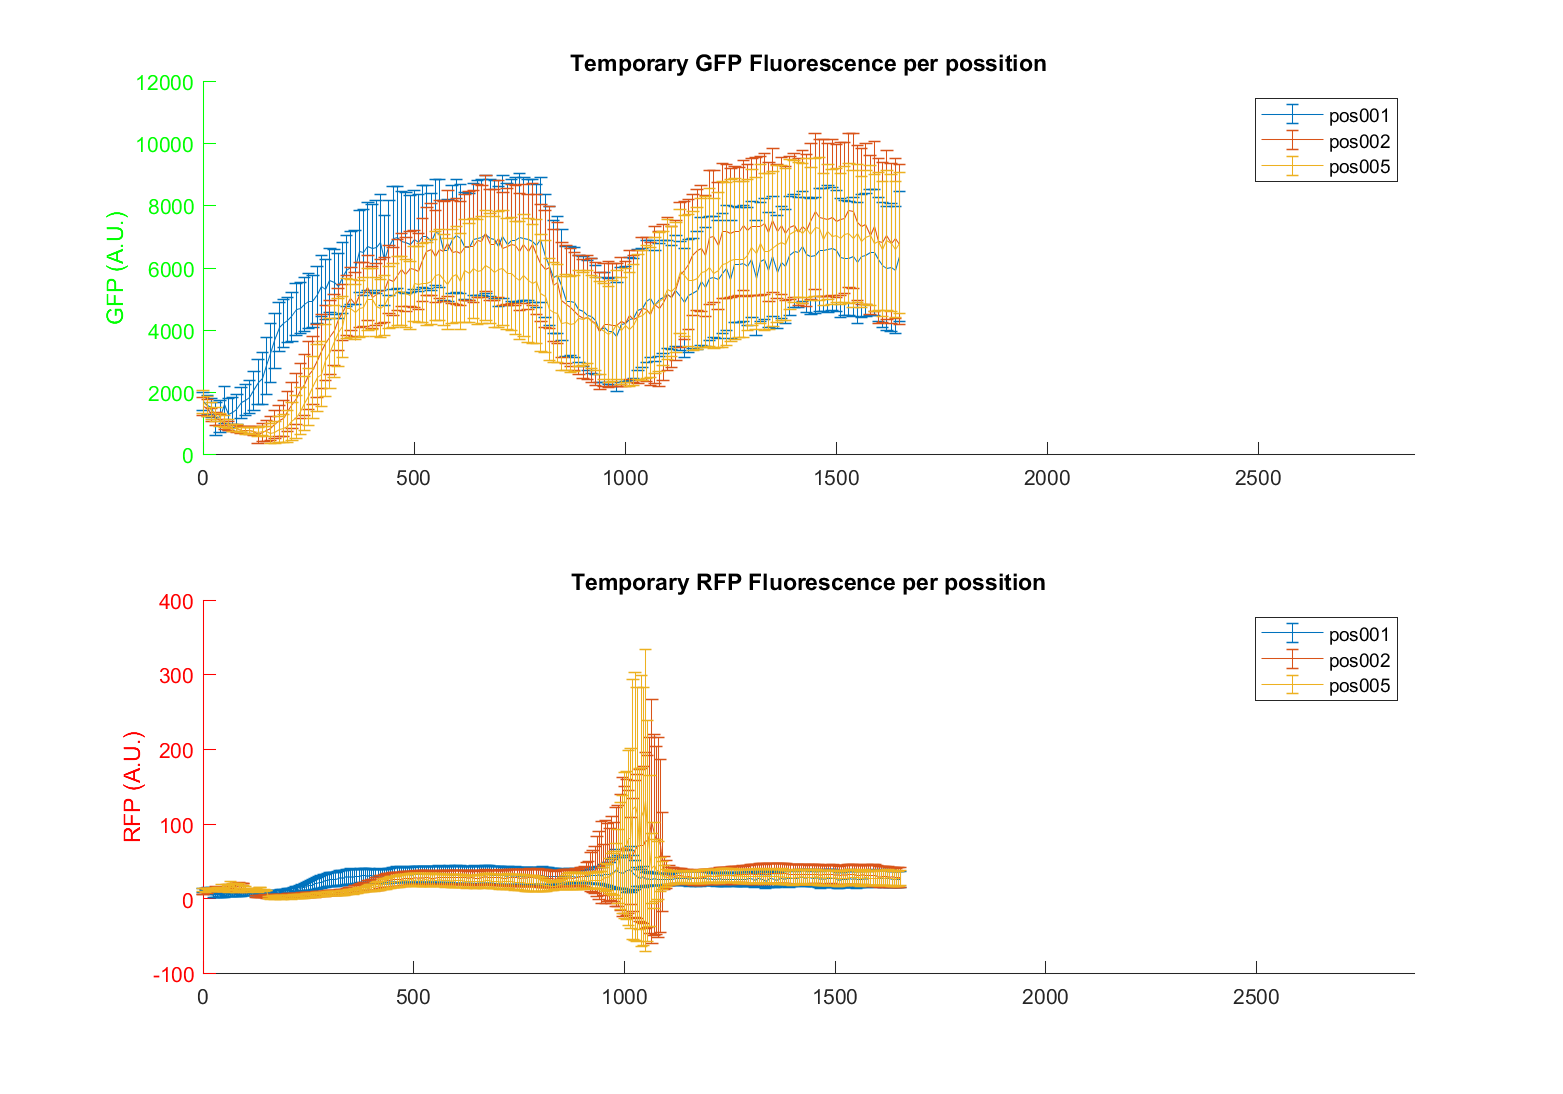 Temporary GFP Fluorescence per possition
12000
10000
8000
6000
4000
2000
0
GFP (A.U.)
0 500 1000 1500 2000 2500
pos001
pos002
pos005
Temporary RFP Fluorescence per possition
400
300
200
100
0
-100
RFP (A.U.)
0 500 1000 1500 2000 2500
pos001
pos002
pos005